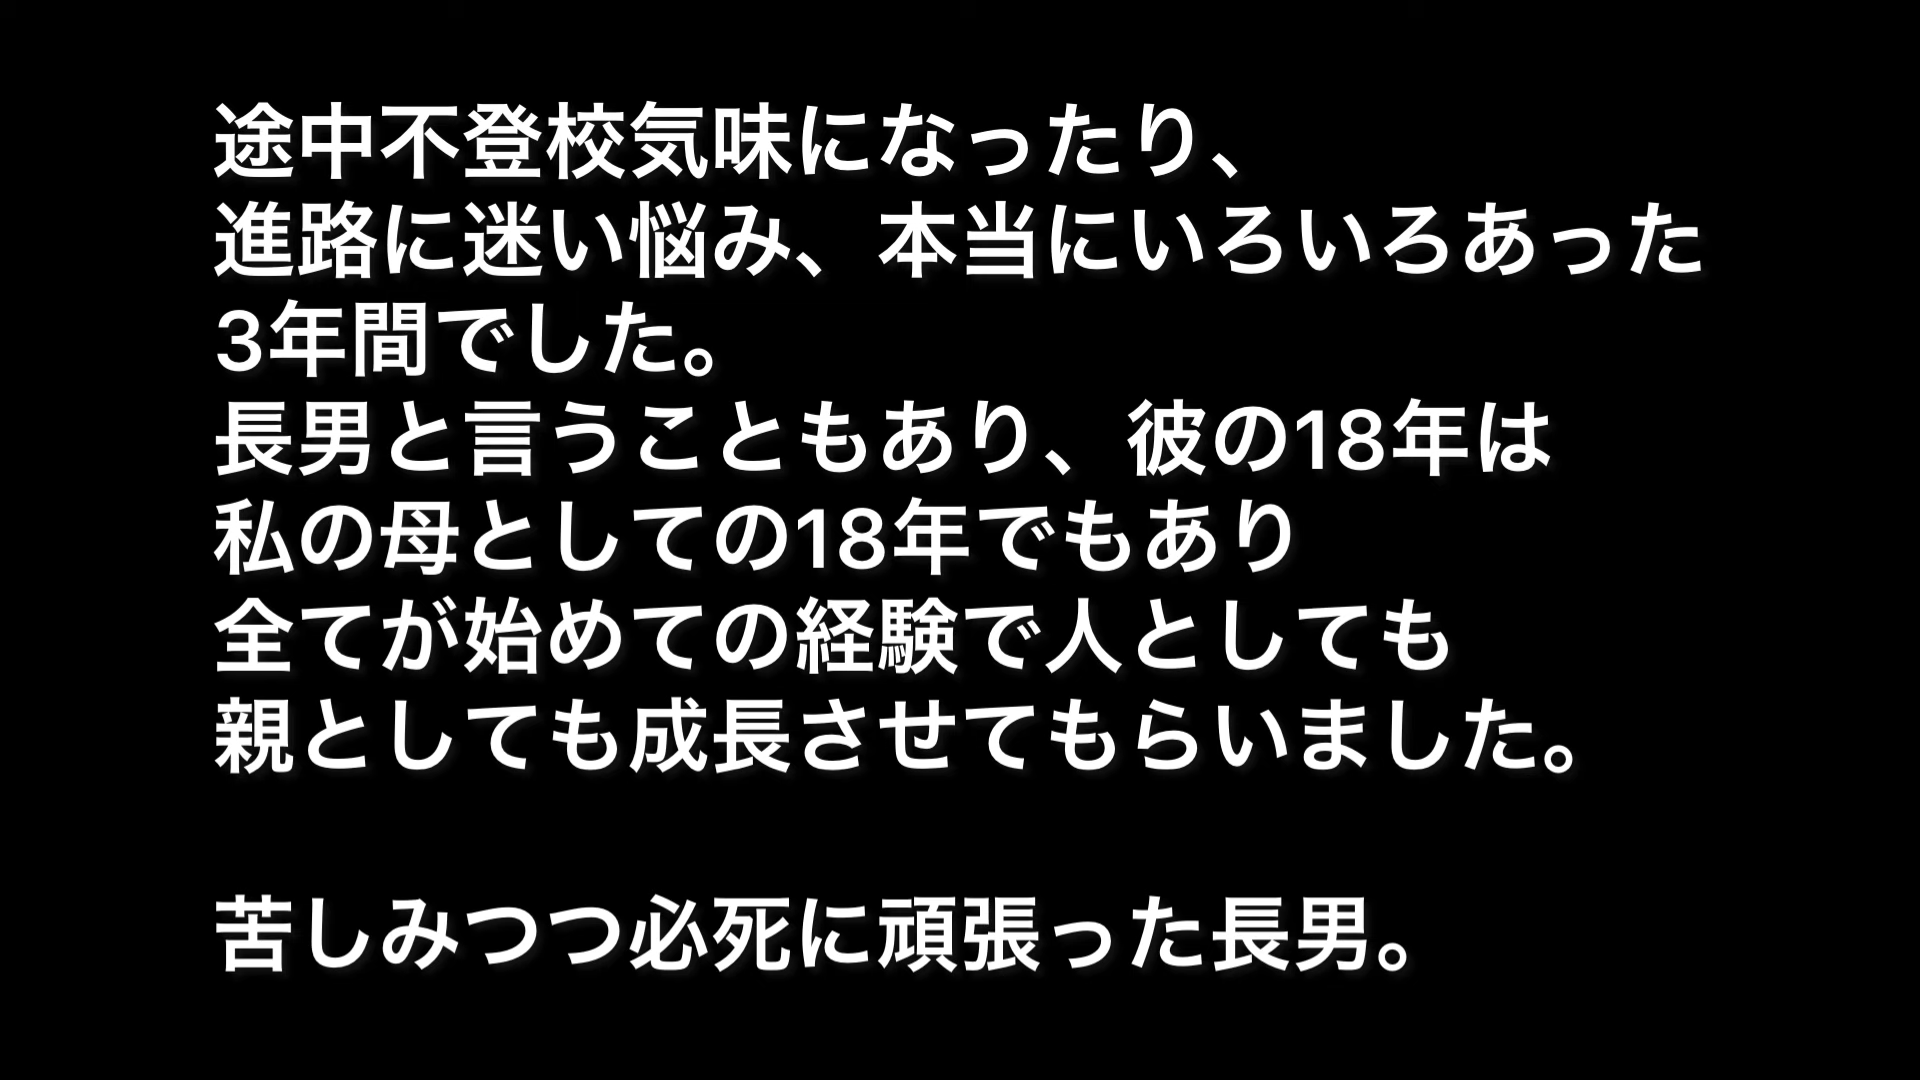 途中不登校気味になったり、
進路に迷い悩み、本当にいろいろあった
3年間でした。
長男と言うこともあり、彼の18年は
私の母としての18年でもあり
全てが始めての経験で人としても
親としても成長させてもらいました。
苦しみつつ必死に頑張った長男。